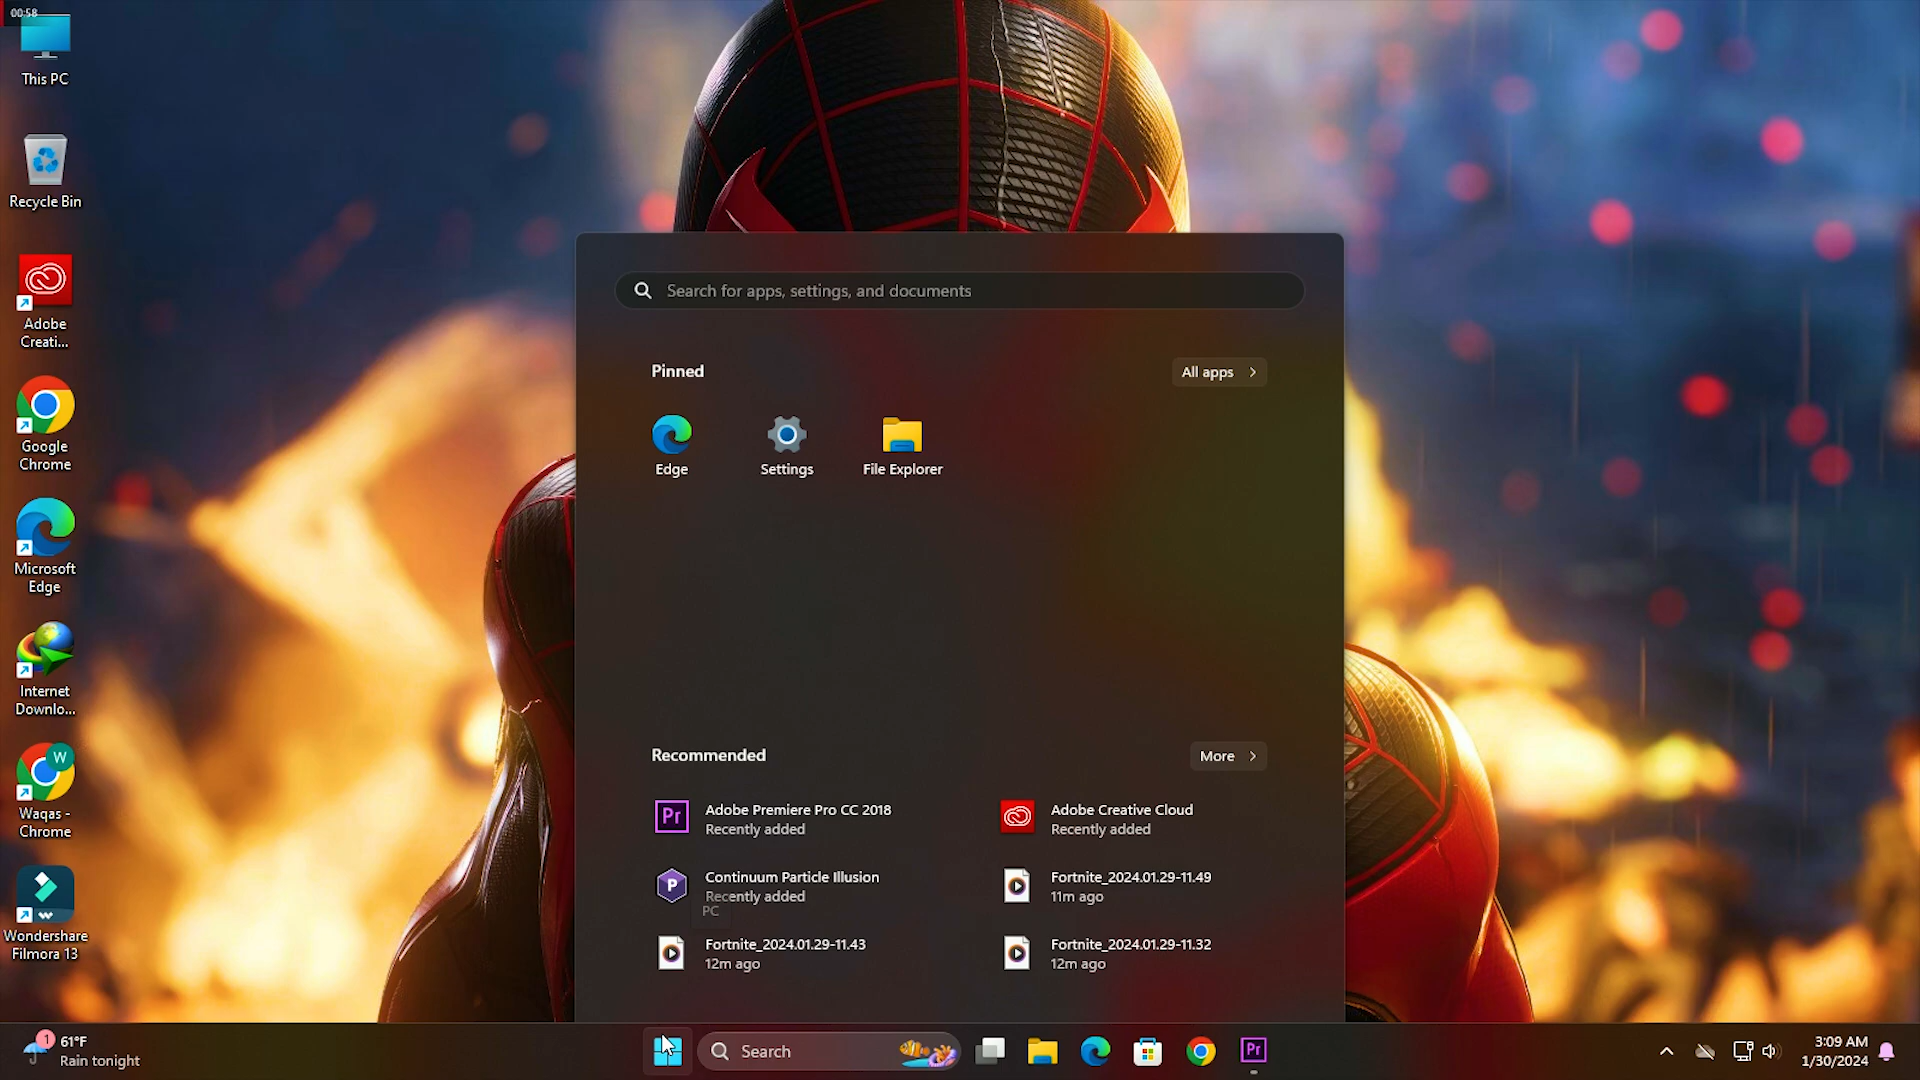 00:58
This PC
Recycle Bin
Adobe
Creati...
Google
Chrome
Microsoft
Edge
Internet
Downlo...
W
Waqas -
Chrome
Wondershare
Filmora 13
Search for apps, settings, and documents
Pinned
All apps
Edge
Settings
File Explorer
Recommended
More
Pr
Adobe Premiere Pro CC 2018
Recently added
Adobe Creative Cloud
Recently added
P
Continuum Particle Illusion
Recently added
PC
Fortnite_2024.01.29-11.49
11m ago
Fortnite_2024.01.29-11.43
12m ago
Fortnite_2024.01.29-11.32
12m ago
1
61°F
Rain tonight
Search
Pr
3:09 AM
1/30/2024